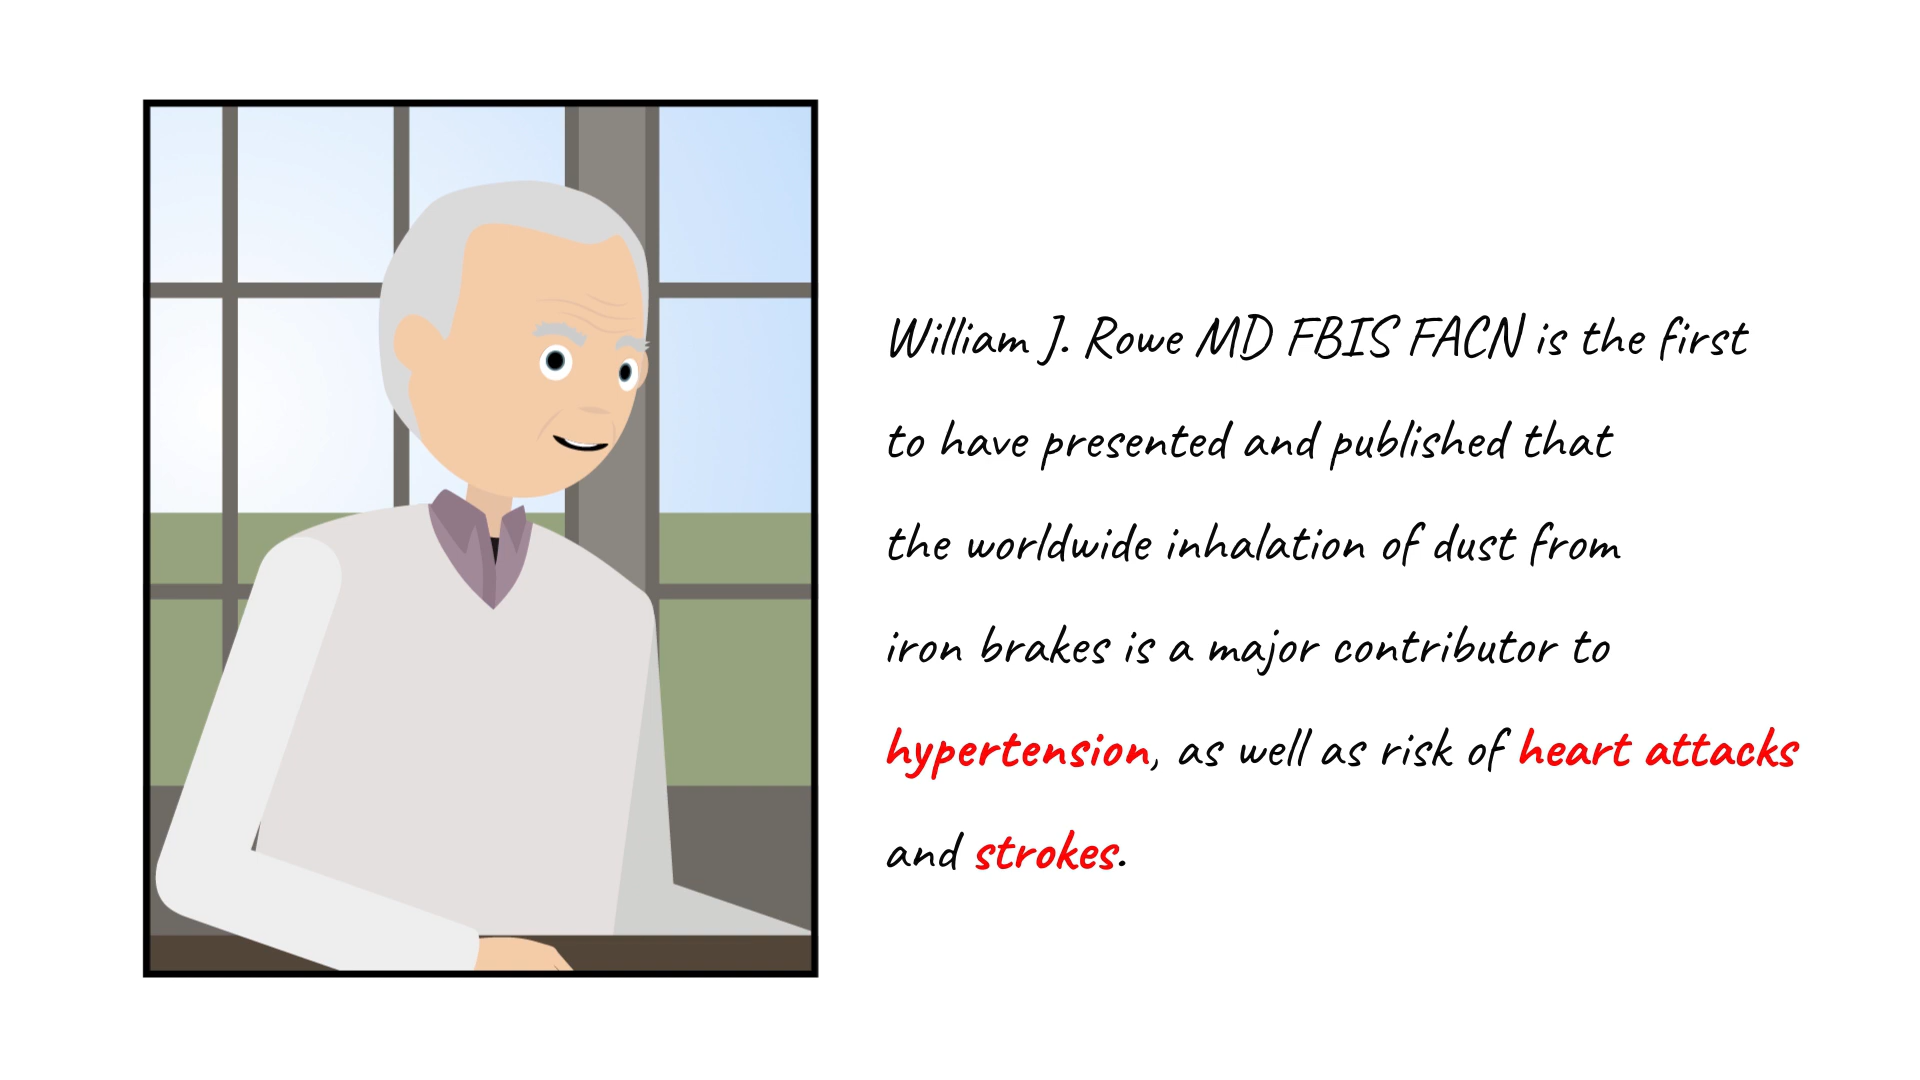 William J. Rowe MD FBIS FACN is the first
to have presented and published that
the worldwide inhalation of dust from
iron brakes is a major contributor to
hypertension, as well as risk of heart attacks
and strokes.